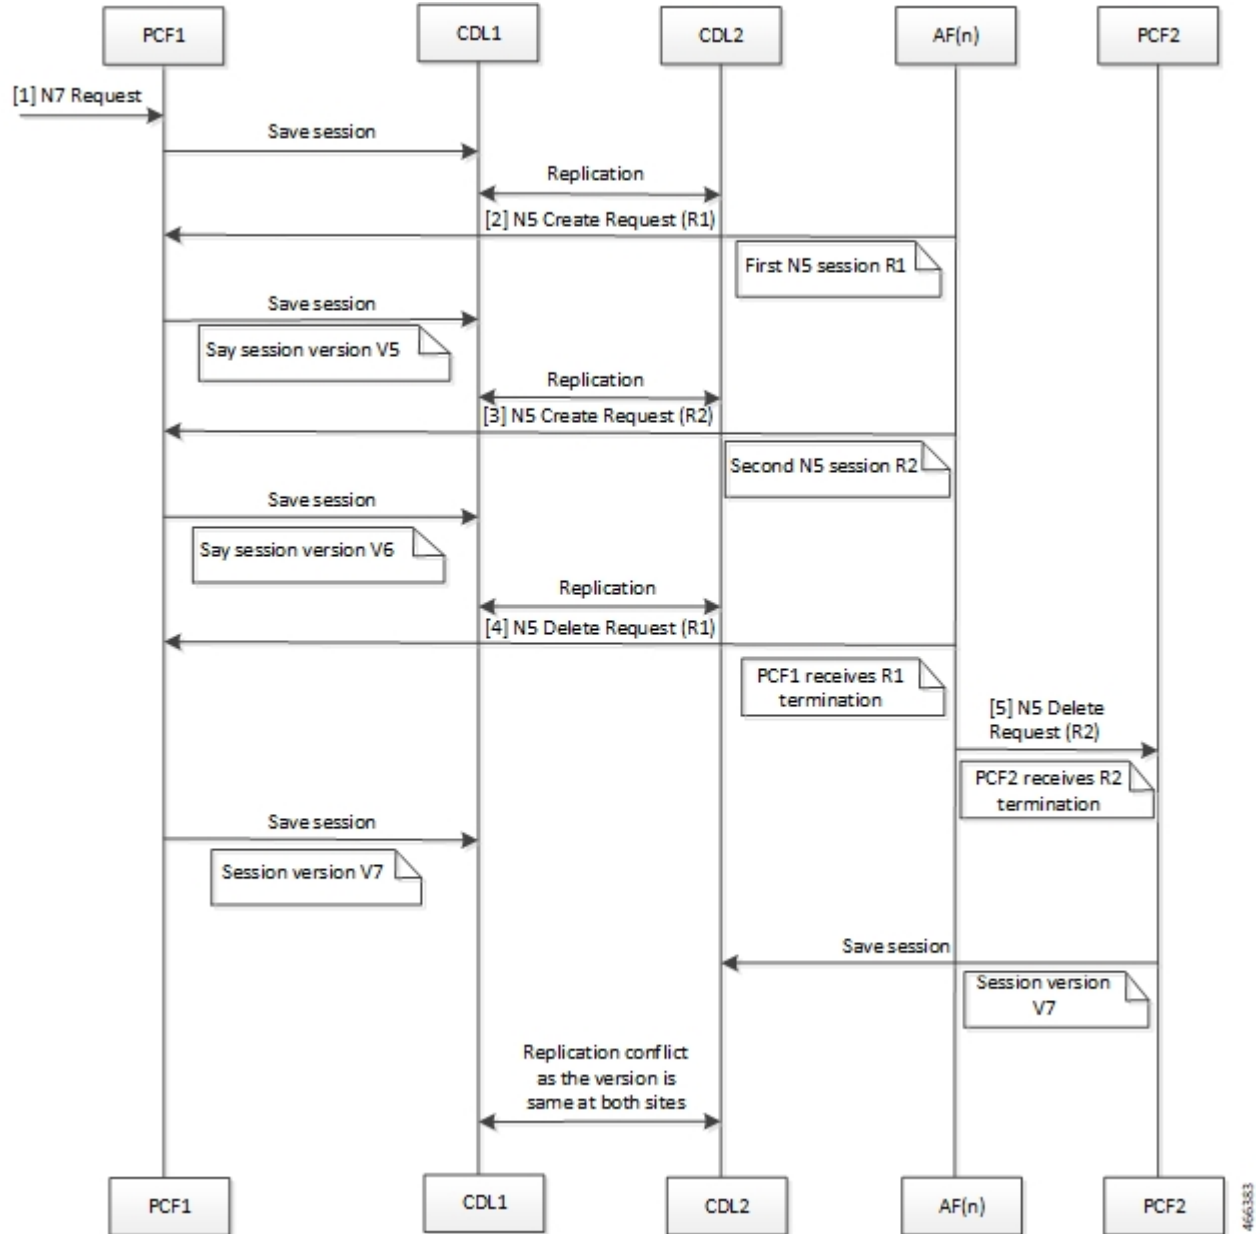 PCF1
CDL1
CDL2
AF(n)
PCF2
[1] N7 Request
Save session
Replication
[2] N5 Create Request (R1)
First N5 session R1
Save session
Say session version V5
Replication
[3] N5 Create Request (R2)
Second N5 session R2
Save session
Say session version V6
Replication
[4] N5 Delete Request (R1)
PCF1 receives R1
termination
[5] N5 Delete
Request (R2)
PCF2 receives R2
termination
Save session
Session version V7
Save session
Session version
V7
Replication conflict
as the version is
same at both sites
PCF1
CDL1
CDL2
AF(n)
PCF2
466383